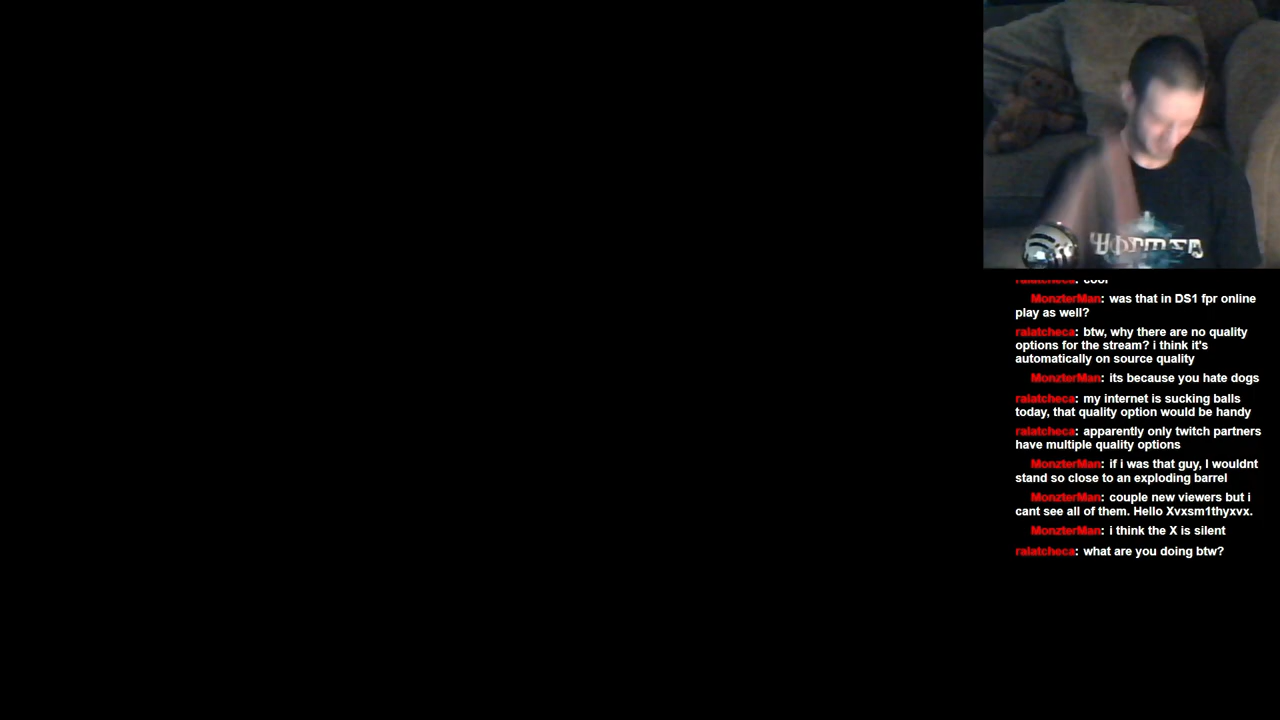 ralatcheca: cool
MonzterMan: was that in DS1 fpr online
play as well?
ralatcheca: btw, why there are no quality
options for the stream? i think it's
automatically on source quality
MonzterMan: its because you hate dogs
ralatcheca: my internet is sucking balls
today, that quality option would be handy
ralatcheca: apparently only twitch partners
have multiple quality options
MonzterMan: if i was that guy, I wouldnt
stand so close to an exploding barrel
MonzterMan: couple new viewers but i
cant see all of them. Hello Xvxsm1thyxvx.
MonzterMan: i think the X is silent
ralatcheca: what are you doing btw?